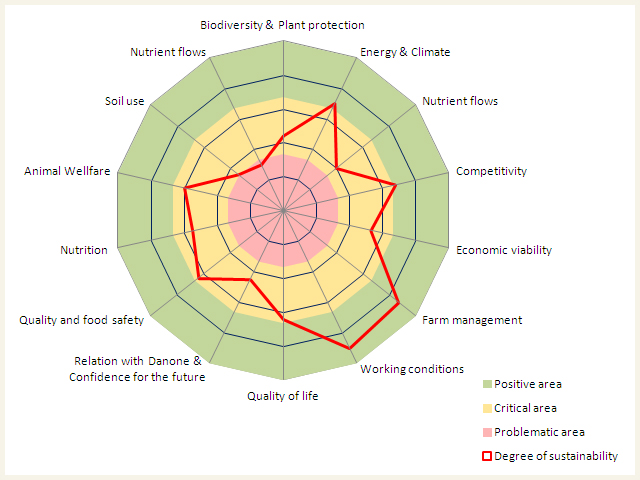 Biodiversity & Plant protection
Nutrient flows
Energy & Climate
Soil use
Nutrient flows
Animal Wellfare
Competitivity
Nutrition
Economic viability
Quality and food safety
Farm management
Relation with Danone &
Confidence for the future
Working conditions
Quality of life
Positive area
Critical area
Problematic area
Degree of sustainability